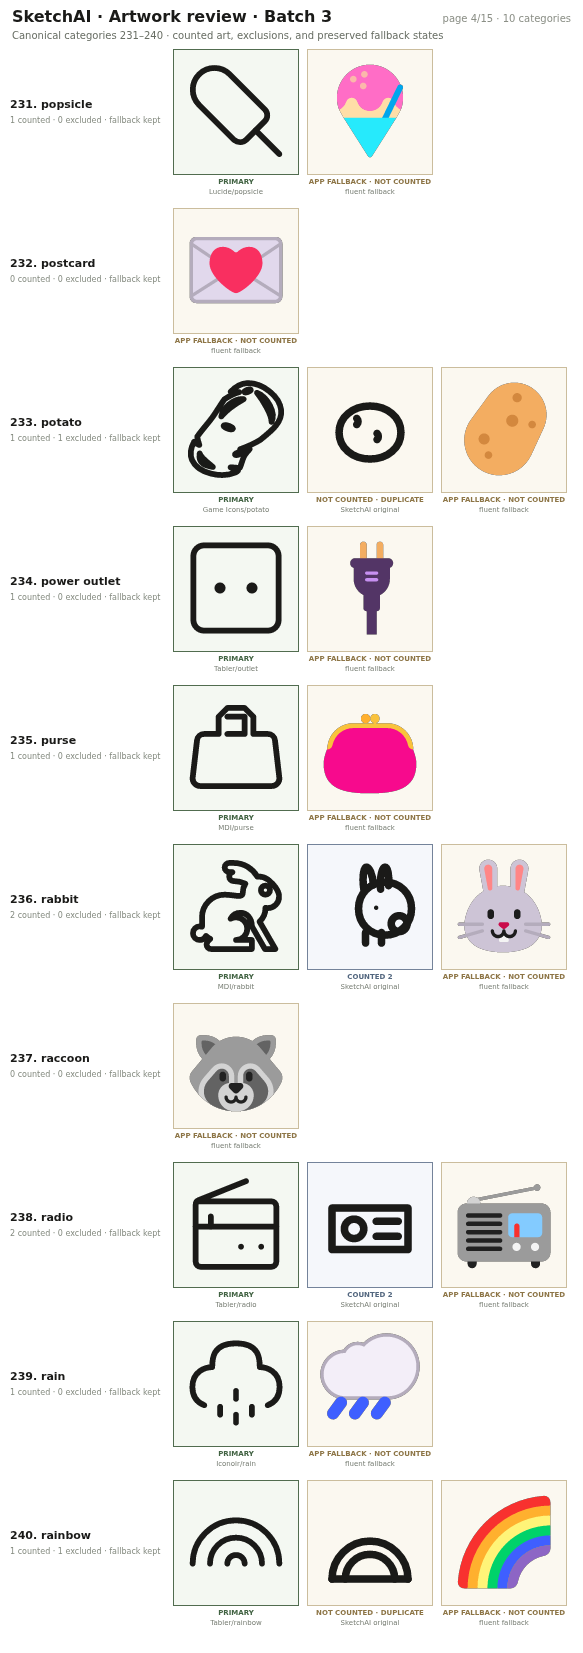 SketchAI · Artwork review · Batch 3
page 4/15 · 10 categories
Canonical categories 231–240 · counted art, exclusions, and preserved fallback states
231. popsicle
1 counted · 0 excluded · fallback kept
PRIMARY
Lucide/popsicle
APP FALLBACK · NOT COUNTED
fluent fallback
232. postcard
0 counted · 0 excluded · fallback kept
APP FALLBACK · NOT COUNTED
fluent fallback
233. potato
1 counted · 1 excluded · fallback kept
PRIMARY
Game Icons/potato
NOT COUNTED · DUPLICATE
SketchAI original
APP FALLBACK · NOT COUNTED
fluent fallback
234. power outlet
1 counted · 0 excluded · fallback kept
PRIMARY
Tabler/outlet
APP FALLBACK · NOT COUNTED
fluent fallback
235. purse
1 counted · 0 excluded · fallback kept
PRIMARY
MDI/purse
APP FALLBACK · NOT COUNTED
fluent fallback
236. rabbit
2 counted · 0 excluded · fallback kept
PRIMARY
MDI/rabbit
COUNTED 2
SketchAI original
APP FALLBACK · NOT COUNTED
fluent fallback
237. raccoon
0 counted · 0 excluded · fallback kept
APP FALLBACK · NOT COUNTED
fluent fallback
238. radio
2 counted · 0 excluded · fallback kept
PRIMARY
Tabler/radio
COUNTED 2
SketchAI original
APP FALLBACK · NOT COUNTED
fluent fallback
239. rain
1 counted · 0 excluded · fallback kept
PRIMARY
Iconoir/rain
APP FALLBACK · NOT COUNTED
fluent fallback
240. rainbow
1 counted · 1 excluded · fallback kept
PRIMARY
Tabler/rainbow
NOT COUNTED · DUPLICATE
SketchAI original
APP FALLBACK · NOT COUNTED
fluent fallback